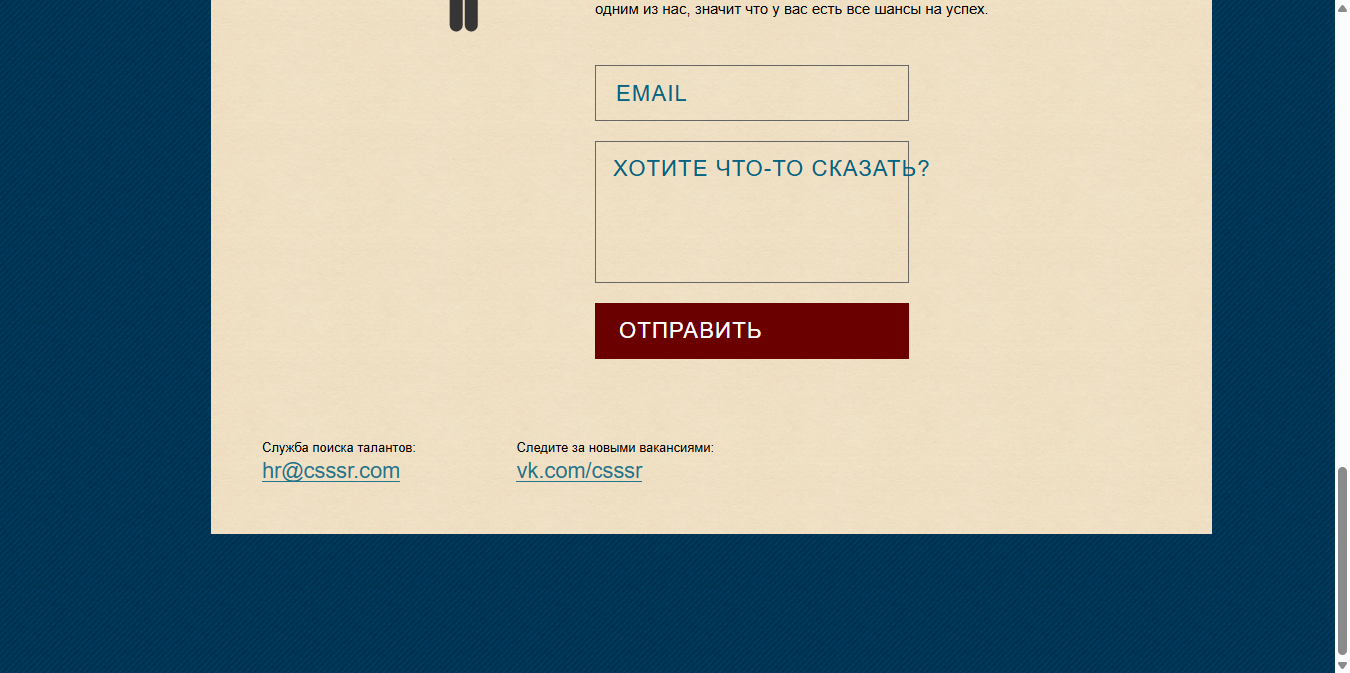 одним из нас, значит что у вас есть все шансы на успех.
EMAIL
ХОТИТЕ ЧТО-ТО СКАЗАТЬ?
ОТПРАВИТЬ
Служба поиска талантов:
hr@csssr.com
Следите за новыми вакансиями:
vk.com/csssr